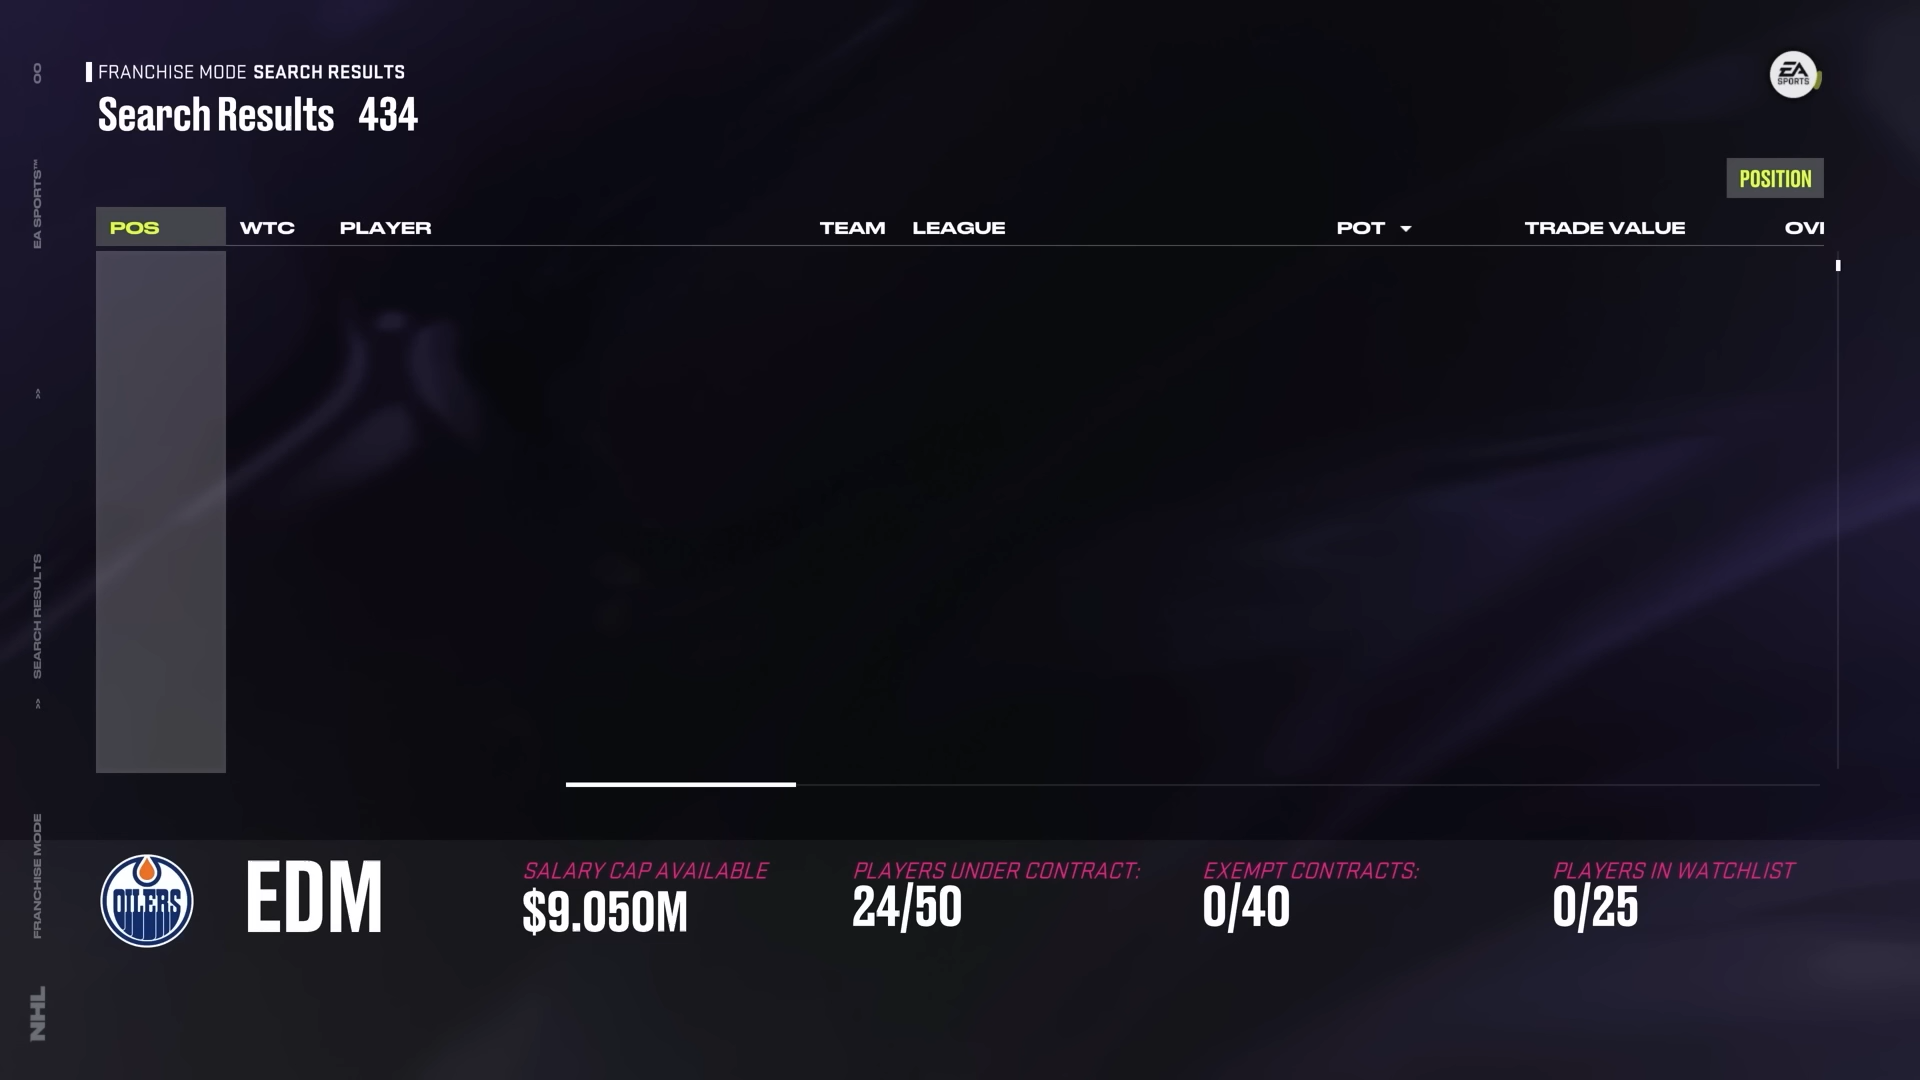 FRANCHISE MODE SEARCH RESULTS
Search Results 434
EA SPORTS
POSITION
POS WTC PLAYER TEAM LEAGUE POT TRADE VALUE OVI
OILERS
EDM
SALARY CAP AVAILABLE
$9.050M
PLAYERS UNDER CONTRACT:
24/50
EXEMPT CONTRACTS:
0/40
PLAYERS IN WATCHLIST
0/25
NHL
FRANCHISE MODE
>>
SEARCH RESULTS
>>
EA SPORTS™